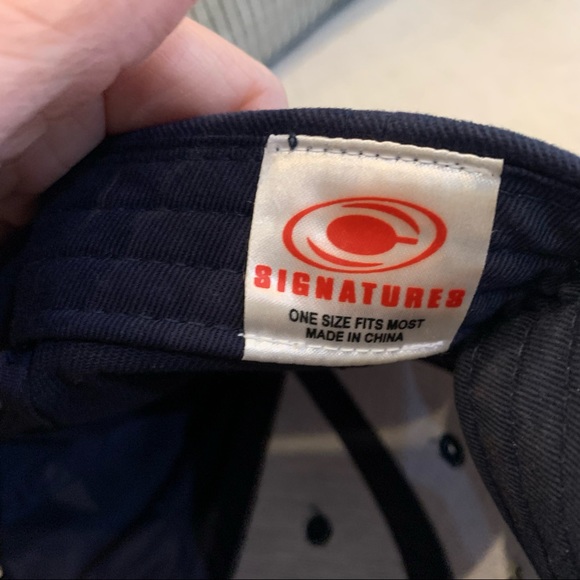 SIGNATURES
ONE SIZE FITS MOST
MADE IN CHINA